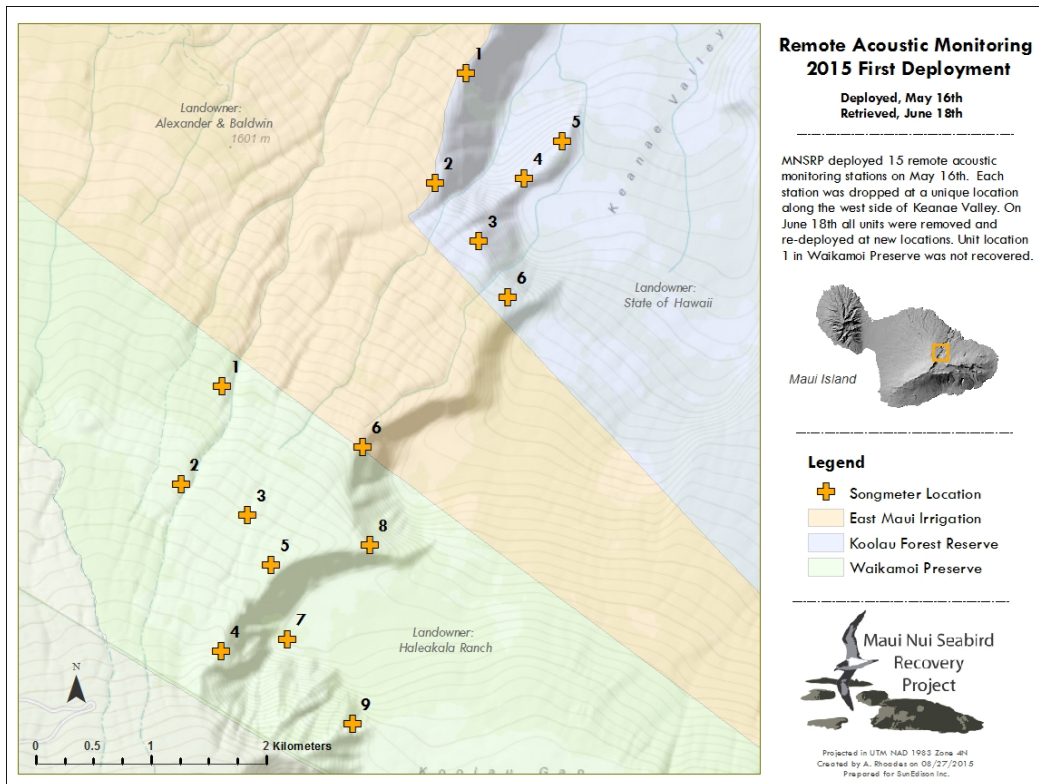 Remote Acoustic Monitoring
2015 First Deployment
Deployed, May 16th
Retrieved, June 18th
MNSRP deployed 15 remote acoustic
monitoring stations on May 16th. Each
station was dropped at a unique location
along the west side of Keanae Valley. On
June 18th all units were removed and
re-deployed at new locations. Unit location
1 in Waikamoi Preserve was not recovered.
Maui Island
Legend
Songmeter Location
East Maui Irrigation
Koolau Forest Reserve
Waikamoi Preserve
Maui Nui Seabird
Recovery
Project
Projected in UTM NAD 1983 Zone 4N
Created by A. Rhoades on 08/27/2015
Prepared for SunEdison Inc.
Landowner:
Alexander & Baldwin
1601 m
Keanae Valley
1
5
4
2
3
6
Landowner:
State of Hawaii
1
6
2
3
8
5
7
4
Landowner:
Haleakala Ranch
9
N
0 0.5 1 2 Kilometers
Koolau Gap